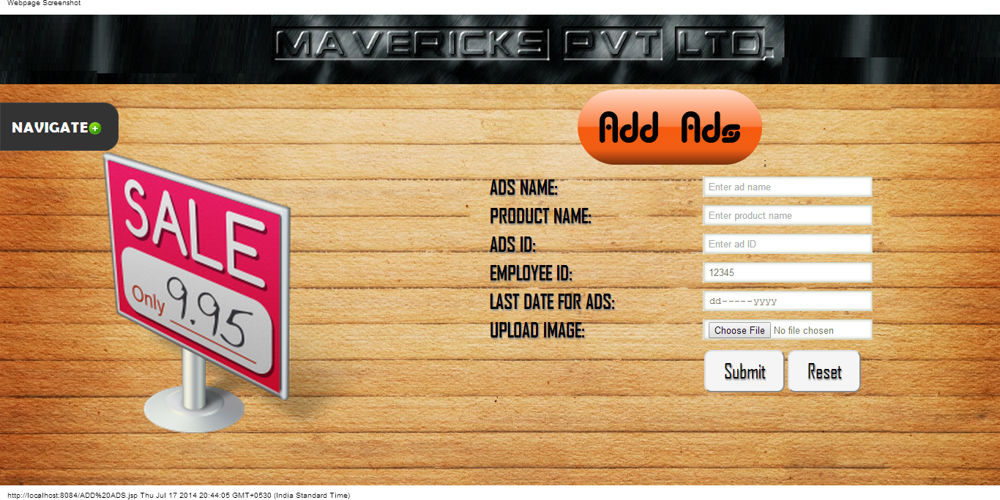 Webpage Screenshot
MAVERICKS PVT LTD.
NAVIGATE+
Add Ads
;
SALE
Only 9.95
ADS NAME: Enter ad name
PRODUCT NAME: Enter product name
ADS ID: Enter ad ID
EMPLOYEE ID: 12345
LAST DATE FOR ADS: dd-----yyyy
UPLOAD IMAGE: Choose File No file chosen
Submit Reset
http://localhost:8084/ADD%20ADS.jsp Thu Jul 17 2014 20:44:05 GMT+0530 (India Standard Time)